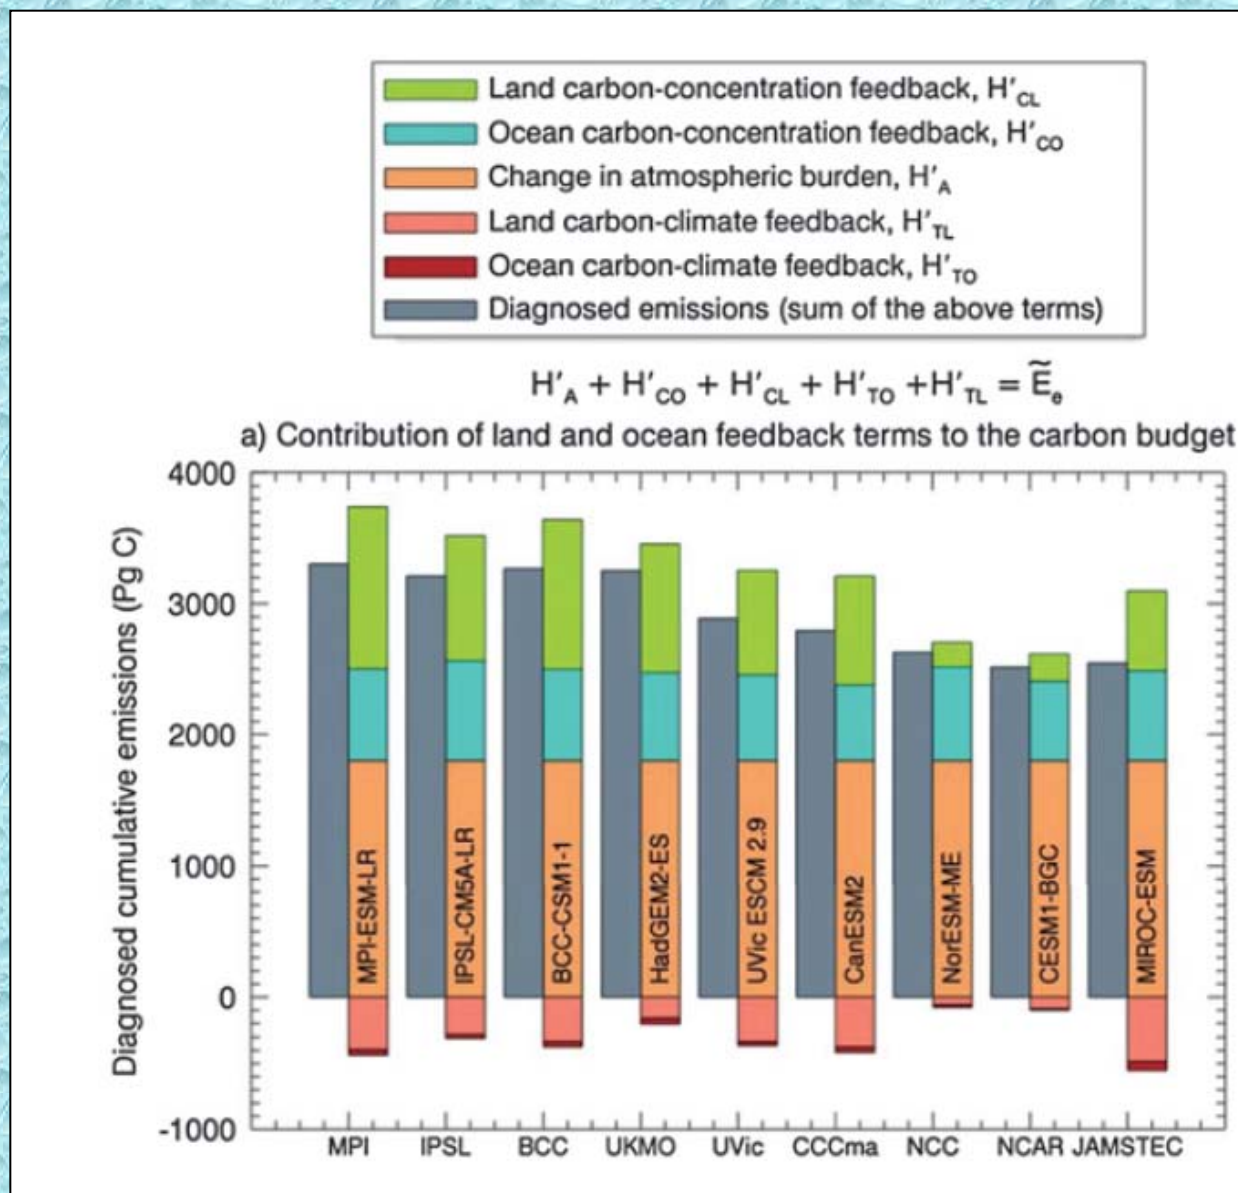 Land carbon-concentration feedback, H′CL
Ocean carbon-concentration feedback, H′CO
Change in atmospheric burden, H′A
Land carbon-climate feedback, H′TL
Ocean carbon-climate feedback, H′TO
Diagnosed emissions (sum of the above terms)
H′A + H′CO + H′CL + H′TO +H′TL = Ẽe
a) Contribution of land and ocean feedback terms to the carbon budget
Diagnosed cumulative emissions (Pg C)
4000
3000
2000
1000
0
-1000
MPI-ESM-LR
IPSL-CM5A-LR
BCC-CSM1-1
HadGEM2-ES
UVic ESCM 2.9
CanESM2
NorESM-ME
CESM1-BGC
MIROC-ESM
MPI IPSL BCC UKMO UVic CCCma NCC NCAR JAMSTEC